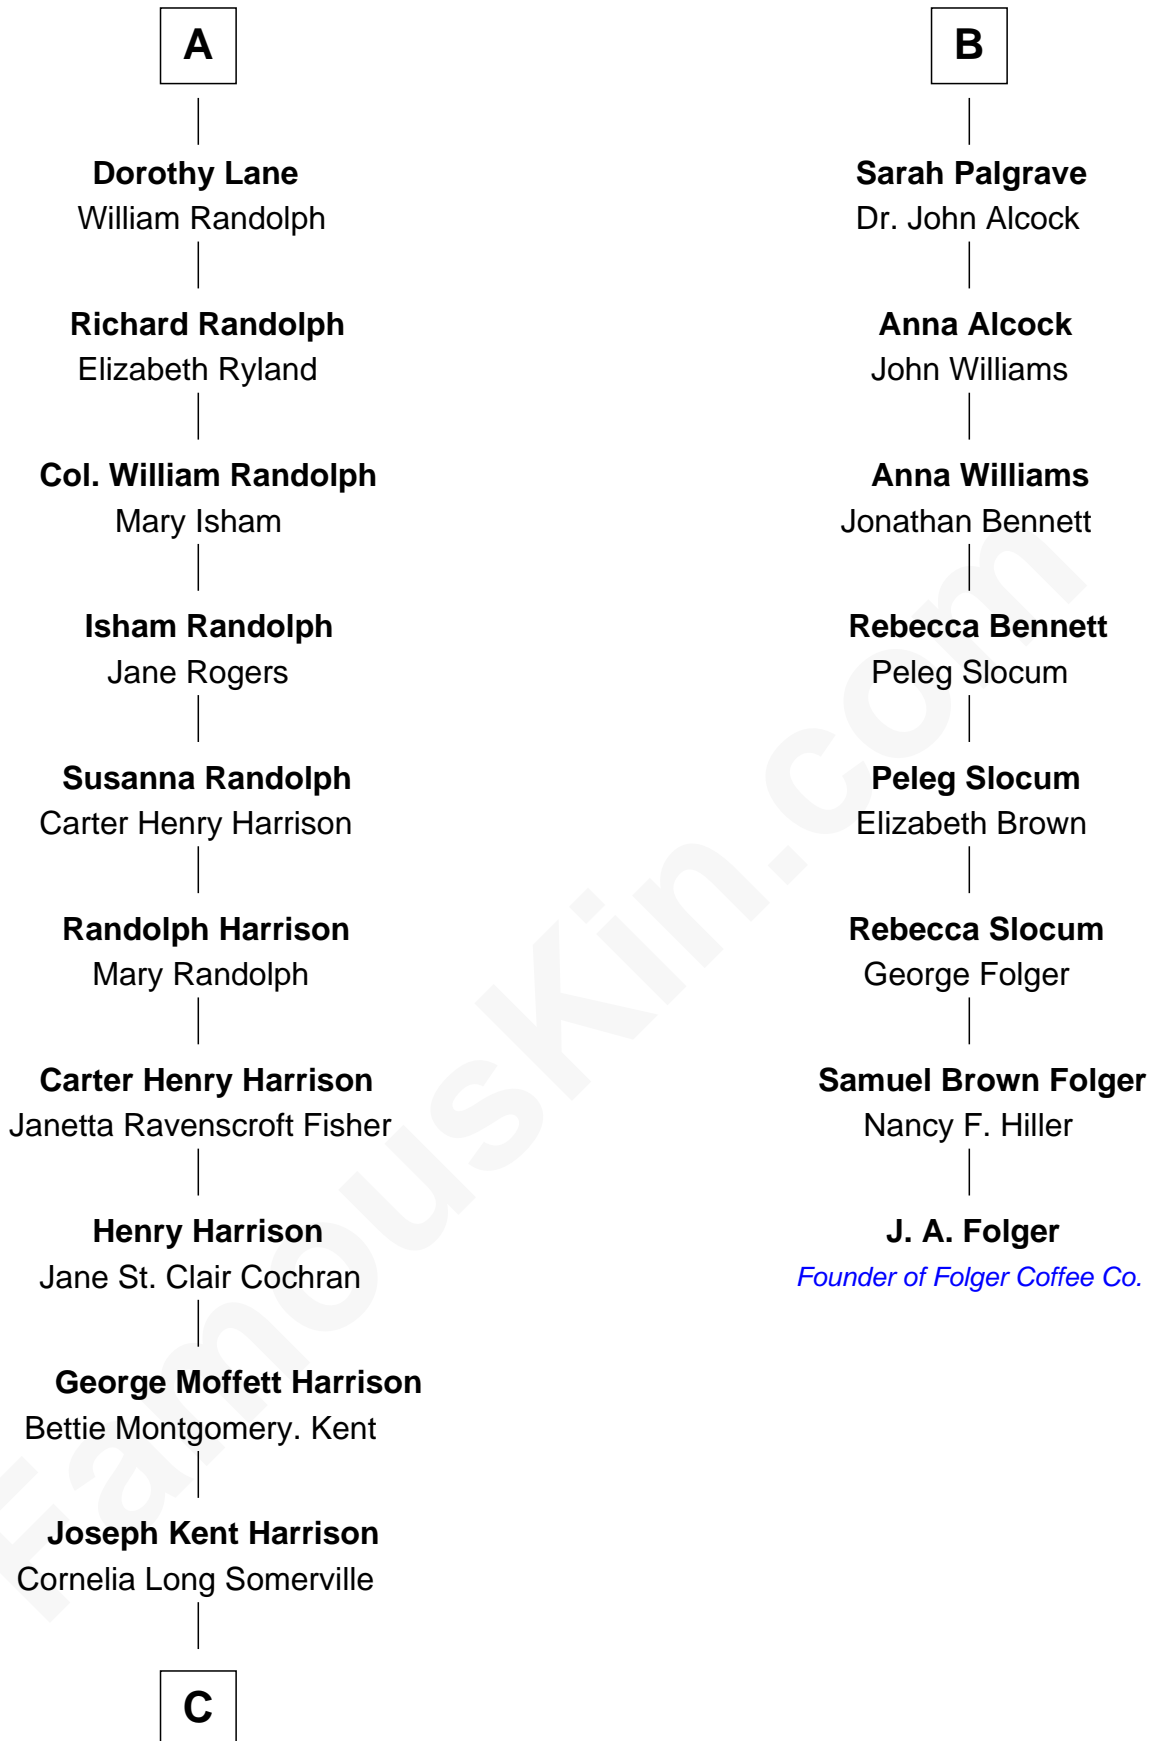 A
Dorothy Lane
William Randolph
Richard Randolph
Elizabeth Ryland
Col. William Randolph
Mary Isham
Isham Randolph
Jane Rogers
Susanna Randolph
Carter Henry Harrison
Randolph Harrison
Mary Randolph
Carter Henry Harrison
Janetta Ravenscroft Fisher
Henry Harrison
Jane St. Clair Cochran
George Moffett Harrison
Bettie Montgomery. Kent
Joseph Kent Harrison
Cornelia Long Somerville
C
B
Sarah Palgrave
Dr. John Alcock
Anna Alcock
John Williams
Anna Williams
Jonathan Bennett
Rebecca Bennett
Peleg Slocum
Peleg Slocum
Elizabeth Brown
Rebecca Slocum
George Folger
Samuel Brown Folger
Nancy F. Hiller
J. A. Folger
Founder of Folger Coffee Co.
FamousKin.com